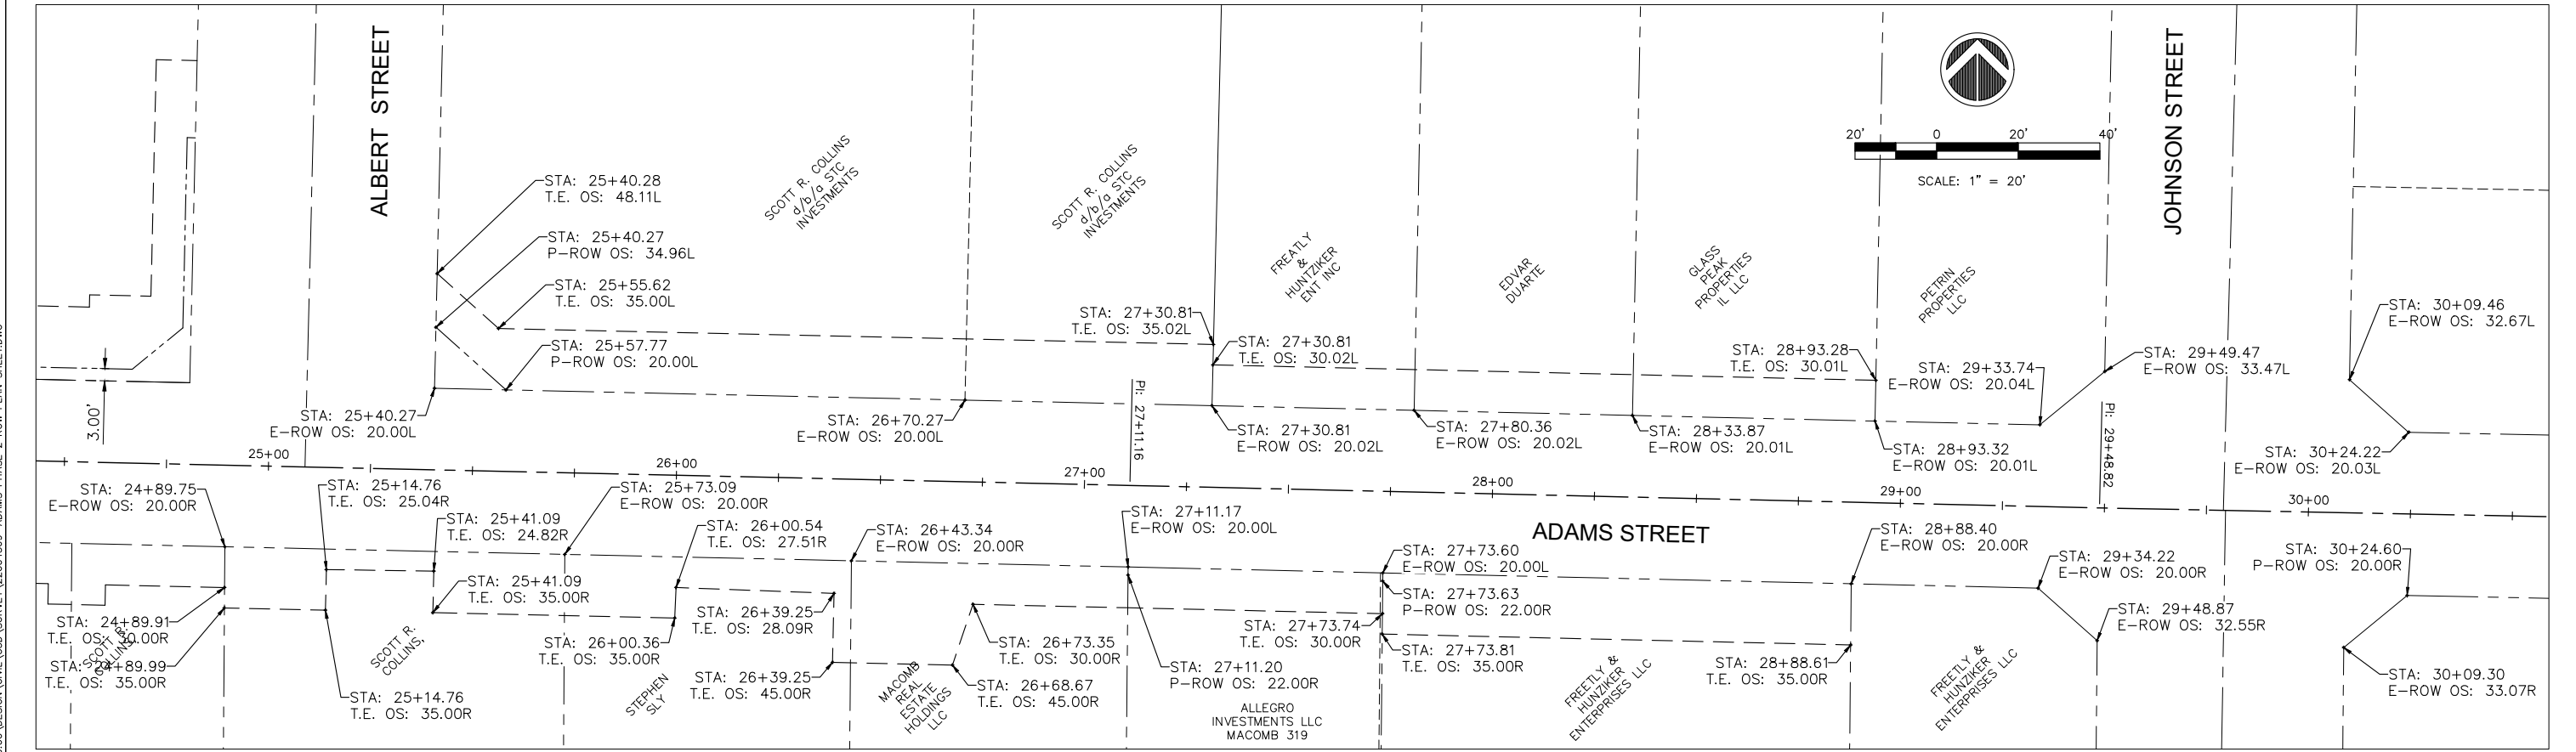 ALBERT STREET
JOHNSON STREET
20'
0
20'
40'
SCALE: 1" = 20'
STA: 25+40.28
T.E. OS: 48.11L
STA: 25+40.27
P-ROW OS: 34.96L
STA: 25+55.62
T.E. OS: 35.00L
STA: 25+57.77
P-ROW OS: 20.00L
STA: 25+40.27
E-ROW OS: 20.00L
SCOTT R. COLLINS
d/b/a STC
INVESTMENTS
SCOTT R. COLLINS
d/b/a STC
INVESTMENTS
FREATLY
&
HUNTZIKER
ENT INC
EDVAR
DUARTE
GLASS
PEAK
PROPERTIES
IL LLC
PETRIN
PROPERTIES
LLC
STA: 26+70.27
E-ROW OS: 20.00L
STA: 27+30.81
T.E. OS: 35.02L
STA: 27+30.81
T.E. OS: 30.02L
STA: 27+30.81
E-ROW OS: 20.02L
STA: 27+80.36
E-ROW OS: 20.02L
STA: 28+33.87
E-ROW OS: 20.01L
STA: 28+93.28
T.E. OS: 30.01L
STA: 28+93.32
E-ROW OS: 20.01L
STA: 29+33.74
E-ROW OS: 20.04L
STA: 29+49.47
E-ROW OS: 33.47L
STA: 30+09.46
E-ROW OS: 32.67L
STA: 30+24.22
E-ROW OS: 20.03L
3.00'
PI: 27+11.16
PI: 29+48.82
25+00
26+00
27+00
28+00
29+00
30+00
ADAMS STREET
STA: 24+89.75
E-ROW OS: 20.00R
STA: 24+89.91
T.E. OS: 30.00R
STA: 24+89.99
T.E. OS: 35.00R
SCOTT R.
COLLINS,
STA: 25+14.76
T.E. OS: 25.04R
STA: 25+41.09
T.E. OS: 24.82R
STA: 25+41.09
T.E. OS: 35.00R
STA: 25+14.76
T.E. OS: 35.00R
SCOTT R.
COLLINS,
STA: 25+73.09
E-ROW OS: 20.00R
STA: 26+00.54
T.E. OS: 27.51R
STA: 26+00.36
T.E. OS: 35.00R
STEPHEN
SLY
STA: 26+39.25
T.E. OS: 28.09R
STA: 26+39.25
T.E. OS: 45.00R
STA: 26+43.34
E-ROW OS: 20.00R
MACOMB
REAL
ESTATE
HOLDINGS
LLC
STA: 26+73.35
T.E. OS: 30.00R
STA: 26+68.67
T.E. OS: 45.00R
STA: 27+11.17
E-ROW OS: 20.00L
STA: 27+11.20
P-ROW OS: 22.00R
ALLEGRO
INVESTMENTS LLC
MACOMB 319
STA: 27+73.60
E-ROW OS: 20.00L
STA: 27+73.63
P-ROW OS: 22.00R
STA: 27+73.74
T.E. OS: 30.00R
STA: 27+73.81
T.E. OS: 35.00R
FREETLY &
HUNZIKER
ENTERPRISES LLC
STA: 28+88.40
E-ROW OS: 20.00R
STA: 28+88.61
T.E. OS: 35.00R
FREETLY &
HUNZIKER
ENTERPRISES LLC
STA: 29+34.22
E-ROW OS: 20.00R
STA: 29+48.87
E-ROW OS: 32.55R
STA: 30+24.60
P-ROW OS: 20.00R
STA: 30+09.30
E-ROW OS: 33.07R